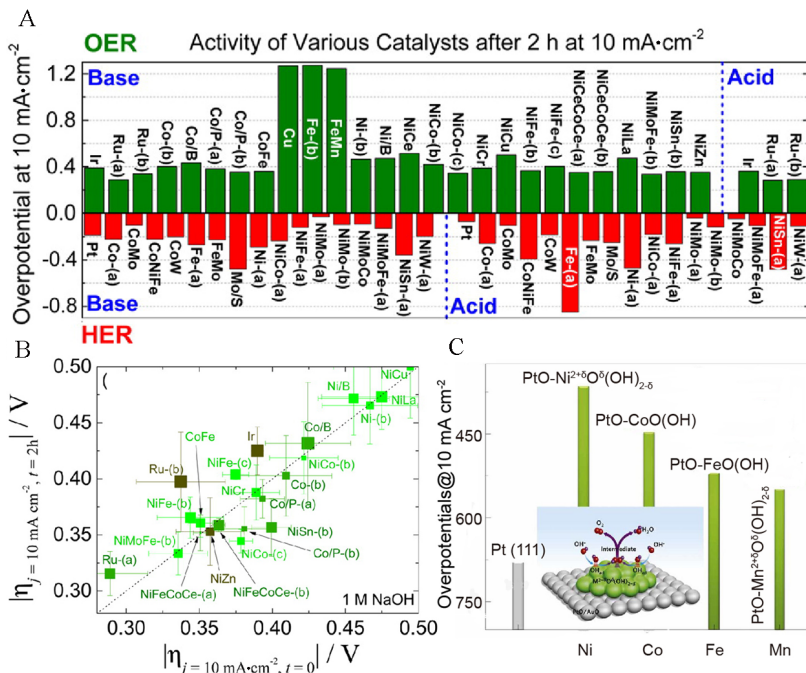 A
OER
Activity of Various Catalysts after 2 h at 10 mA·cm⁻²
Overpotential at 10 mA·cm⁻²
1.2
0.8
0.4
0.0
-0.4
-0.8
Base
Acid
Ir
Ru-(a)
Ru-(b)
Co-(b)
Co/B
Co/P-(a)
Co/P-(b)
CoFe
Cu
Fe-(b)
FeMn
Ni-(b)
Ni/B
NiCe
NiCo-(b)
NiCo-(c)
NiCr
NiCu
NiFe-(b)
NiFe-(c)
NiCeCoCe-(a)
NiCeCoCe-(b)
NiLa
NiMoFe-(b)
NiSn-(b)
NiZn
Ir
Ru-(a)
Ru-(b)
Pt
Co-(a)
CoMo
CoNiFe
CoW
Fe-(a)
FeMo
Mo/S
Ni-(a)
NiCo-(a)
NiFe-(a)
NiMo-(a)
NiMo-(b)
NiMoCo
NiMoFe-(a)
NiSn-(a)
NiW-(a)
Pt
Co-(a)
CoMo
CoNiFe
CoW
Fe-(a)
FeMo
Mo/S
Ni-(a)
NiCo-(a)
NiFe-(a)
NiMo-(a)
NiMo-(b)
NiMoCo
NiMoFe-(a)
NiSn-(a)
NiW-(a)
Base
Acid
HER
B
(
|η j = 10 mA cm⁻², t = 2h| / V
0.50
0.45
0.40
0.35
0.30
NiCu
Ni/B
NiLa
Ni-(b)
CoFe
Ir
Co/B
Ru-(b)
NiFe-(c)
NiCo-(b)
NiCr
Co-(b)
Co/P-(a)
NiFe-(b)
NiSn-(b)
NiMoFe-(b)
NiCo-(c)
Co/P-(b)
Ru-(a)
NiZn
NiFeCoCe-(a)
NiFeCoCe-(b)
1 M NaOH
0.30
0.35
0.40
0.45
0.50
|η j = 10 mA·cm⁻², t = 0| / V
C
Overpotentials@10 mA cm⁻²
450
600
750
PtO-Ni²⁺δOδ(OH)2-δ
PtO-CoO(OH)
PtO-FeO(OH)
PtO-Mn²⁺δOδ(OH)2-δ
Pt (111)
O₂
H₂O
OH⁻
Intermediate
OH⁻
Ni
Co
Fe
Mn